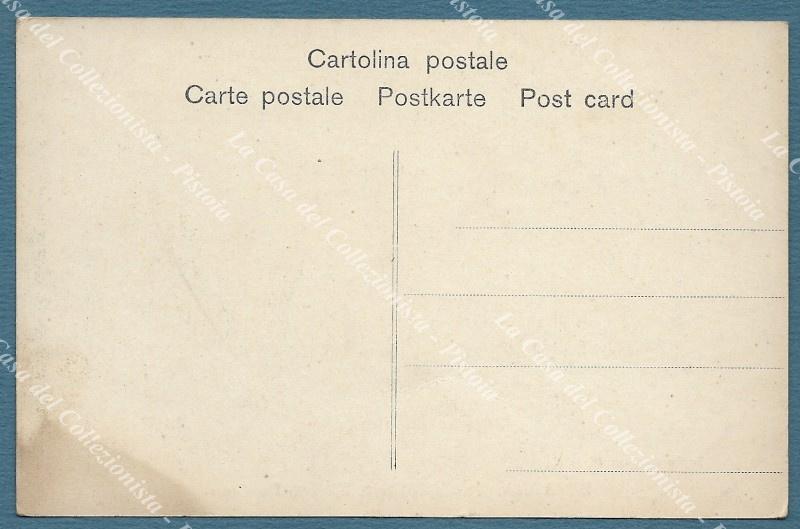 Cartolina postale
Carte postale Postkarte Post card
La Casa del Collezionista - Pistoia
La Casa del Collezionista - Pistoia
La Casa del Collezionista - Pistoia